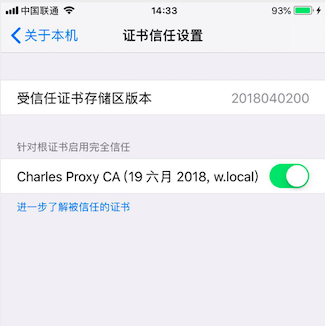 中国联通 14:33 93%
关于本机 证书信任设置
受信任证书存储区版本 2018040200
针对根证书启用完全信任
Charles Proxy CA (19 六月 2018, w.local)
进一步了解被信任的证书